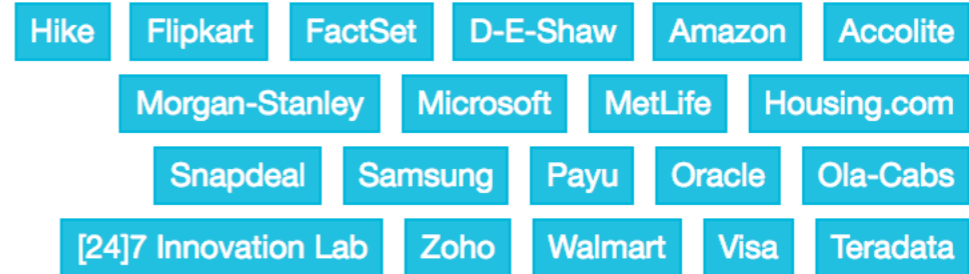 Hike Flipkart FactSet D-E-Shaw Amazon Accolite
Morgan-Stanley Microsoft MetLife Housing.com
Snapdeal Samsung Payu Oracle Ola-Cabs
[24]7 Innovation Lab Zoho Walmart Visa Teradata